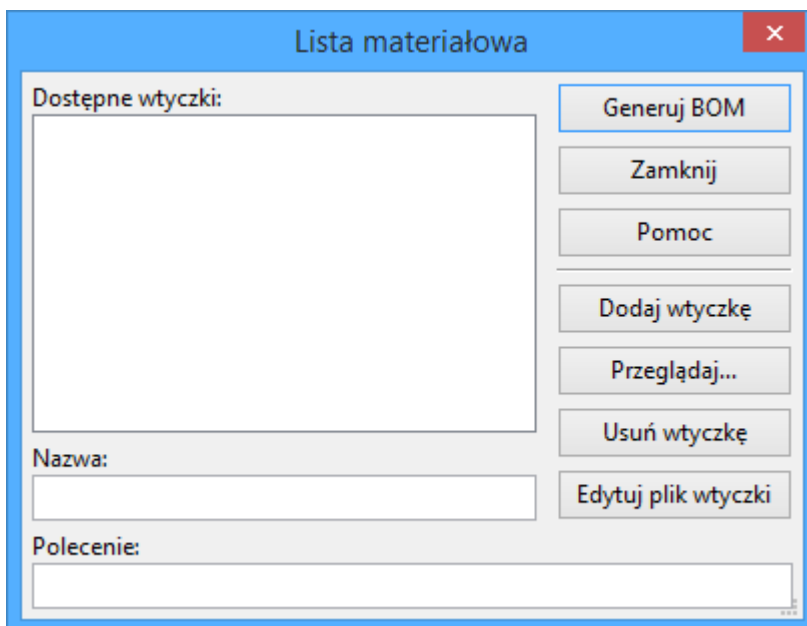 Lista materiałowa
Dostępne wtyczki:
Generuj BOM
Zamknij
Pomoc
Dodaj wtyczkę
Przeglądaj...
Usuń wtyczkę
Nazwa:
Edytuj plik wtyczki
Polecenie: